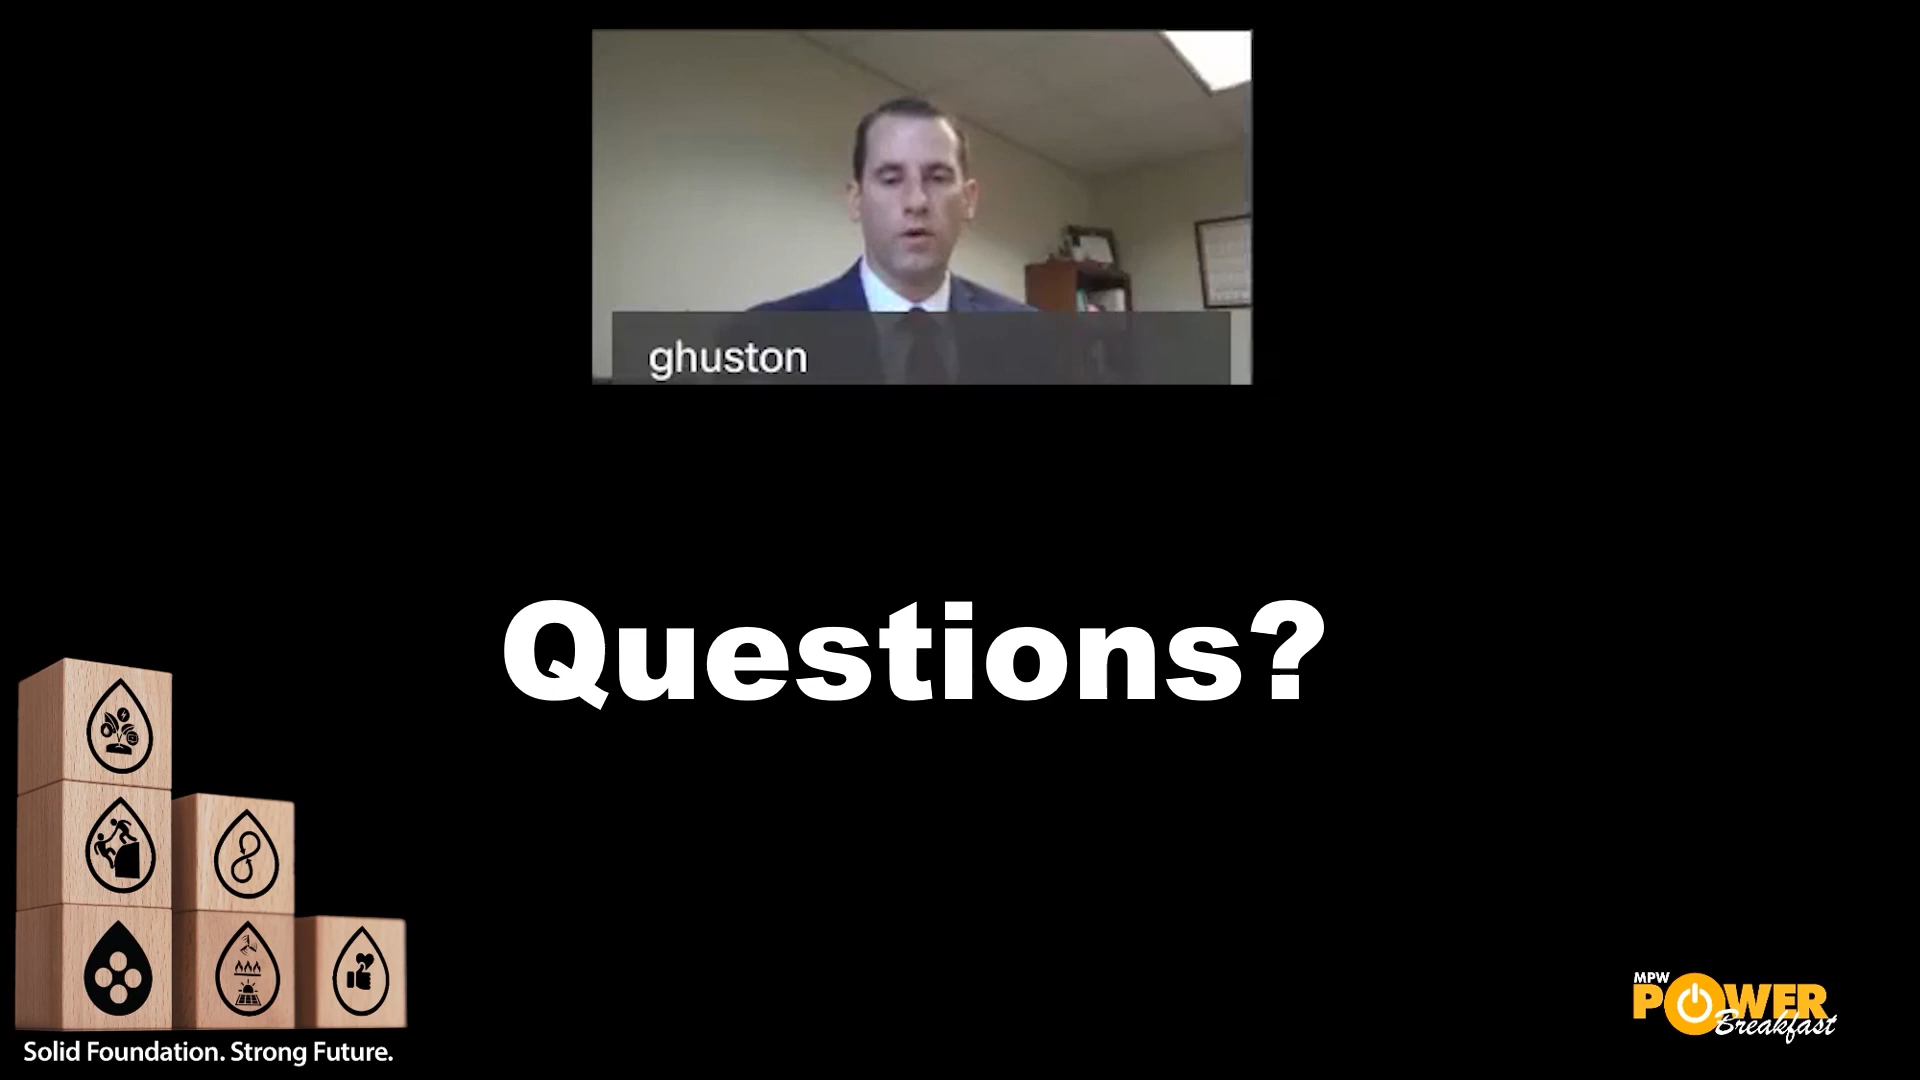 ghuston
Questions?
Solid Foundation. Strong Future.
MPW
POWER
Breakfast